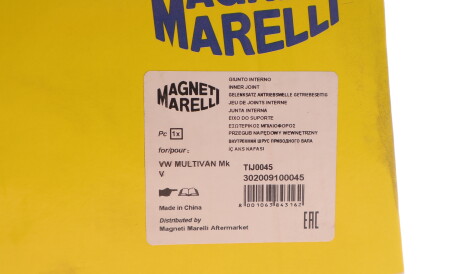 MAGNETI
MARELLI
MAGNETI
MARELLI
GIUNTO INTERNO
INNER JOINT
GELENKSATZ ANTRIEBSWELLE GETRIEBESEITIG
JEU DE JOINTS INTERNE
JUNTA INTERNA
EIXO DO SUPORTE
ΕΞΩΤΕΡΙΚΟΣ ΜΠΙΛΙΟΦΟΡΟΣ
PRZEGUB NAPĘDOWY WEWNĘTRZNY
ВНУТРЕННИЙ ШРУС ПРИВОДНОГО ВАЛА
İÇ AKS KAFASI
Pc 1x
for/pour:
VW MULTIVAN Mk
V
TIJ0045
302009100045
Made in China
Distributed by
Magneti Marelli Aftermarket
EAC